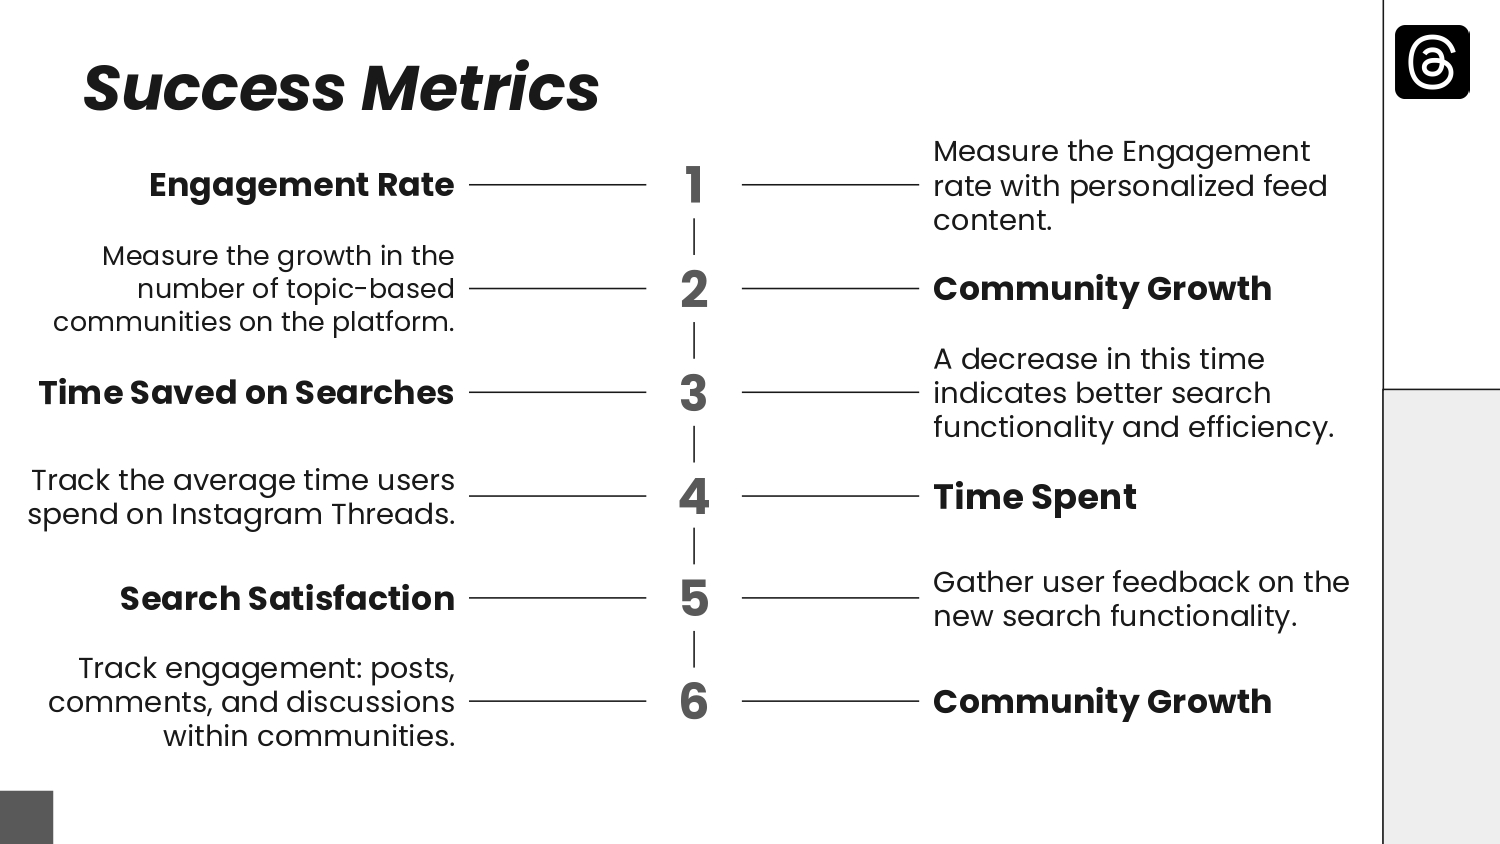 Success Metrics
Engagement Rate
1
Measure the Engagement
rate with personalized feed
content.
Measure the growth in the
number of topic-based
communities on the platform.
2
Community Growth
Time Saved on Searches
3
A decrease in this time
indicates better search
functionality and efficiency.
Track the average time users
spend on Instagram Threads.
4
Time Spent
Search Satisfaction
5
Gather user feedback on the
new search functionality.
Track engagement: posts,
comments, and discussions
within communities.
6
Community Growth